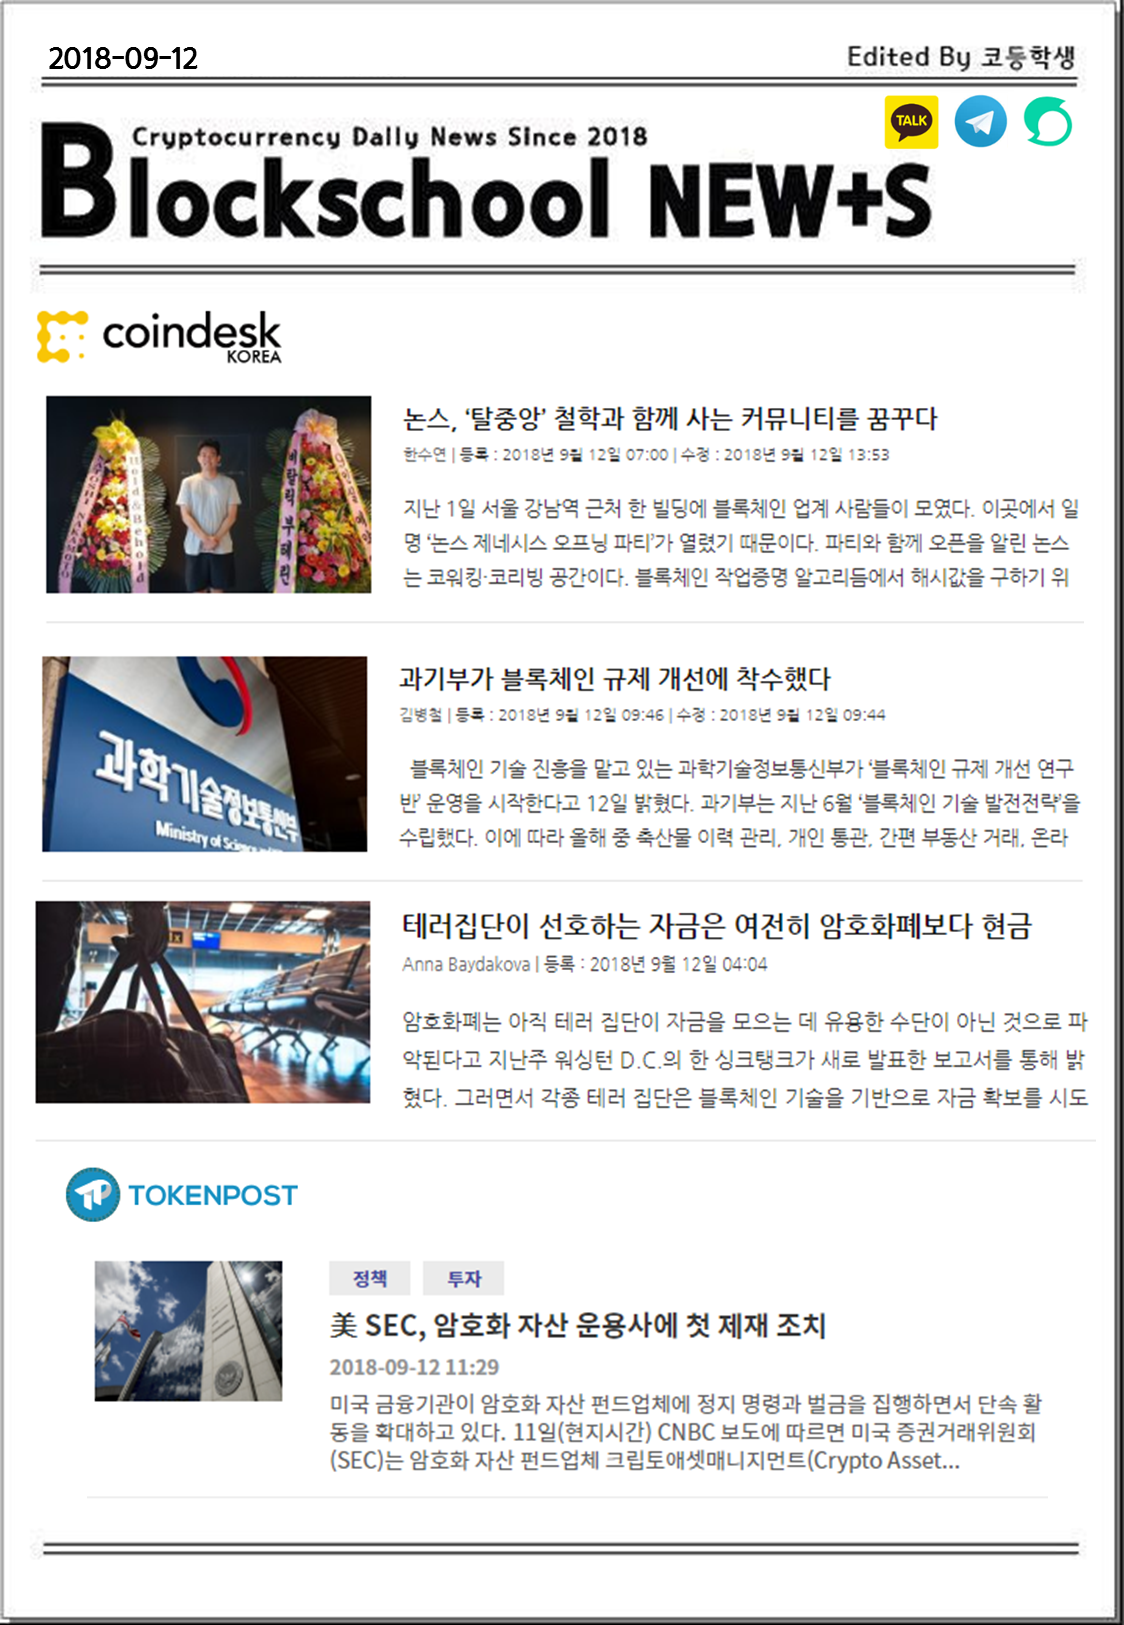 2018-09-12
Edited By 코등학생
TALK
Cryptocurrency Daily News Since 2018
Blockschool NEW+S
coindesk
KOREA
논스, ‘탈중앙’ 철학과 함께 사는 커뮤니티를 꿈꾸다
한수연 | 등록 : 2018년 9월 12일 07:00 | 수정 : 2018년 9월 12일 13:53
지난 1일 서울 강남역 근처 한 빌딩에 블록체인 업계 사람들이 모였다. 이곳에서 일
명 ‘논스 제네시스 오프닝 파티’가 열렸기 때문이다. 파티와 함께 오픈을 알린 논스
는 코워킹·코리빙 공간이다. 블록체인 작업증명 알고리듬에서 해시값을 구하기 위
SATOSHI NAKAMOTO
Hold & Behold
비탈릭 부테린
과기부가 블록체인 규제 개선에 착수했다
김병철 | 등록 : 2018년 9월 12일 09:46 | 수정 : 2018년 9월 12일 09:44
블록체인 기술 진흥을 맡고 있는 과학기술정보통신부가 ‘블록체인 규제 개선 연구
반’ 운영을 시작한다고 12일 밝혔다. 과기부는 지난 6월 ‘블록체인 기술 발전전략’을
수립했다. 이에 따라 올해 중 축산물 이력 관리, 개인 통관, 간편 부동산 거래, 온라
과학기술정보통신부
Ministry of Science
테러집단이 선호하는 자금은 여전히 암호화폐보다 현금
Anna Baydakova | 등록 : 2018년 9월 12일 04:04
암호화폐는 아직 테러 집단이 자금을 모으는 데 유용한 수단이 아닌 것으로 파
악된다고 지난주 워싱턴 D.C.의 한 싱크탱크가 새로 발표한 보고서를 통해 밝
혔다. 그러면서 각종 테러 집단은 블록체인 기술을 기반으로 자금 확보를 시도
TOKENPOST
정책 투자
美 SEC, 암호화 자산 운용사에 첫 제재 조치
2018-09-12 11:29
미국 금융기관이 암호화 자산 펀드업체에 정지 명령과 벌금을 집행하면서 단속 활
동을 확대하고 있다. 11일(현지시간) CNBC 보도에 따르면 미국 증권거래위원회
(SEC)는 암호화 자산 펀드업체 크립토애셋매니지먼트(Crypto Asset...